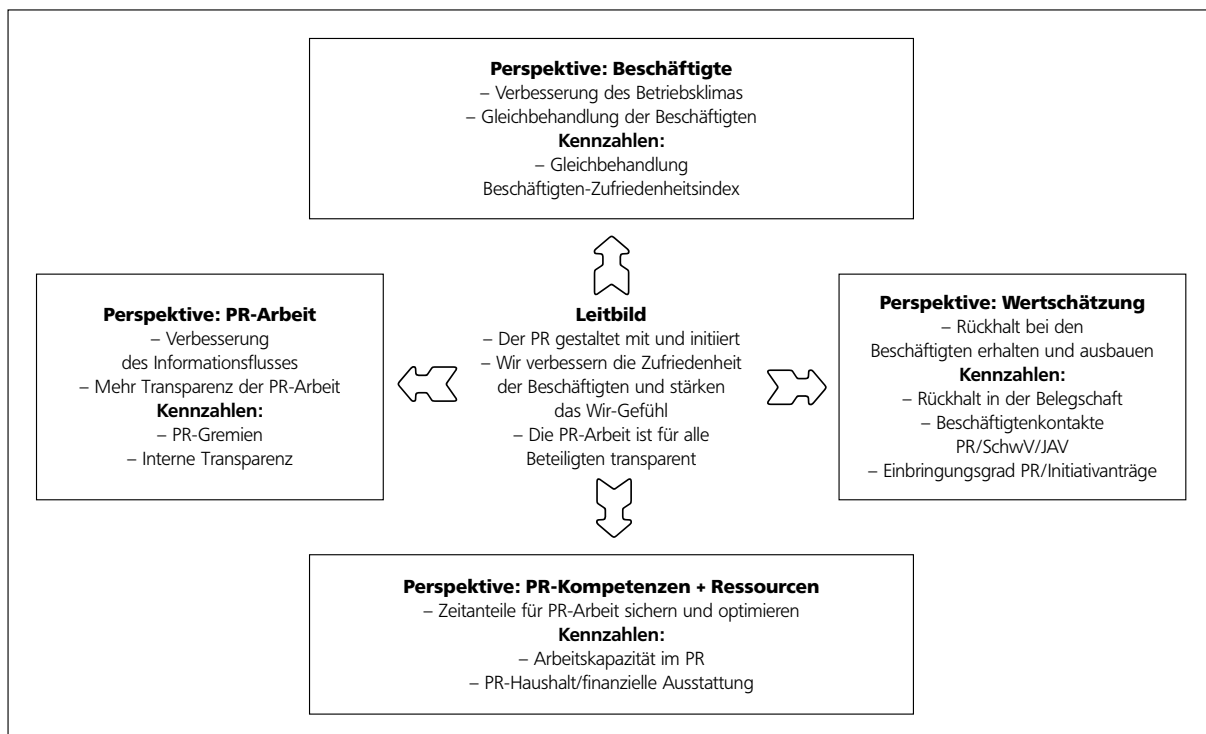 Perspektive: Beschäftigte
– Verbesserung des Betriebsklimas
– Gleichbehandlung der Beschäftigten
Kennzahlen:
– Gleichbehandlung
Beschäftigten-Zufriedenheitsindex
Perspektive: PR-Arbeit
– Verbesserung
des Informationsflusses
– Mehr Transparenz der PR-Arbeit
Kennzahlen:
– PR-Gremien
– Interne Transparenz
Leitbild
– Der PR gestaltet mit und initiiert
– Wir verbessern die Zufriedenheit
der Beschäftigten und stärken
das Wir-Gefühl
– Die PR-Arbeit ist für alle
Beteiligten transparent
Perspektive: Wertschätzung
– Rückhalt bei den
Beschäftigten erhalten und ausbauen
Kennzahlen:
– Rückhalt in der Belegschaft
– Beschäftigtenkontakte
PR/SchwV/JAV
– Einbringungsgrad PR/Initiativanträge
Perspektive: PR-Kompetenzen + Ressourcen
– Zeitanteile für PR-Arbeit sichern und optimieren
Kennzahlen:
– Arbeitskapazität im PR
– PR-Haushalt/finanzielle Ausstattung